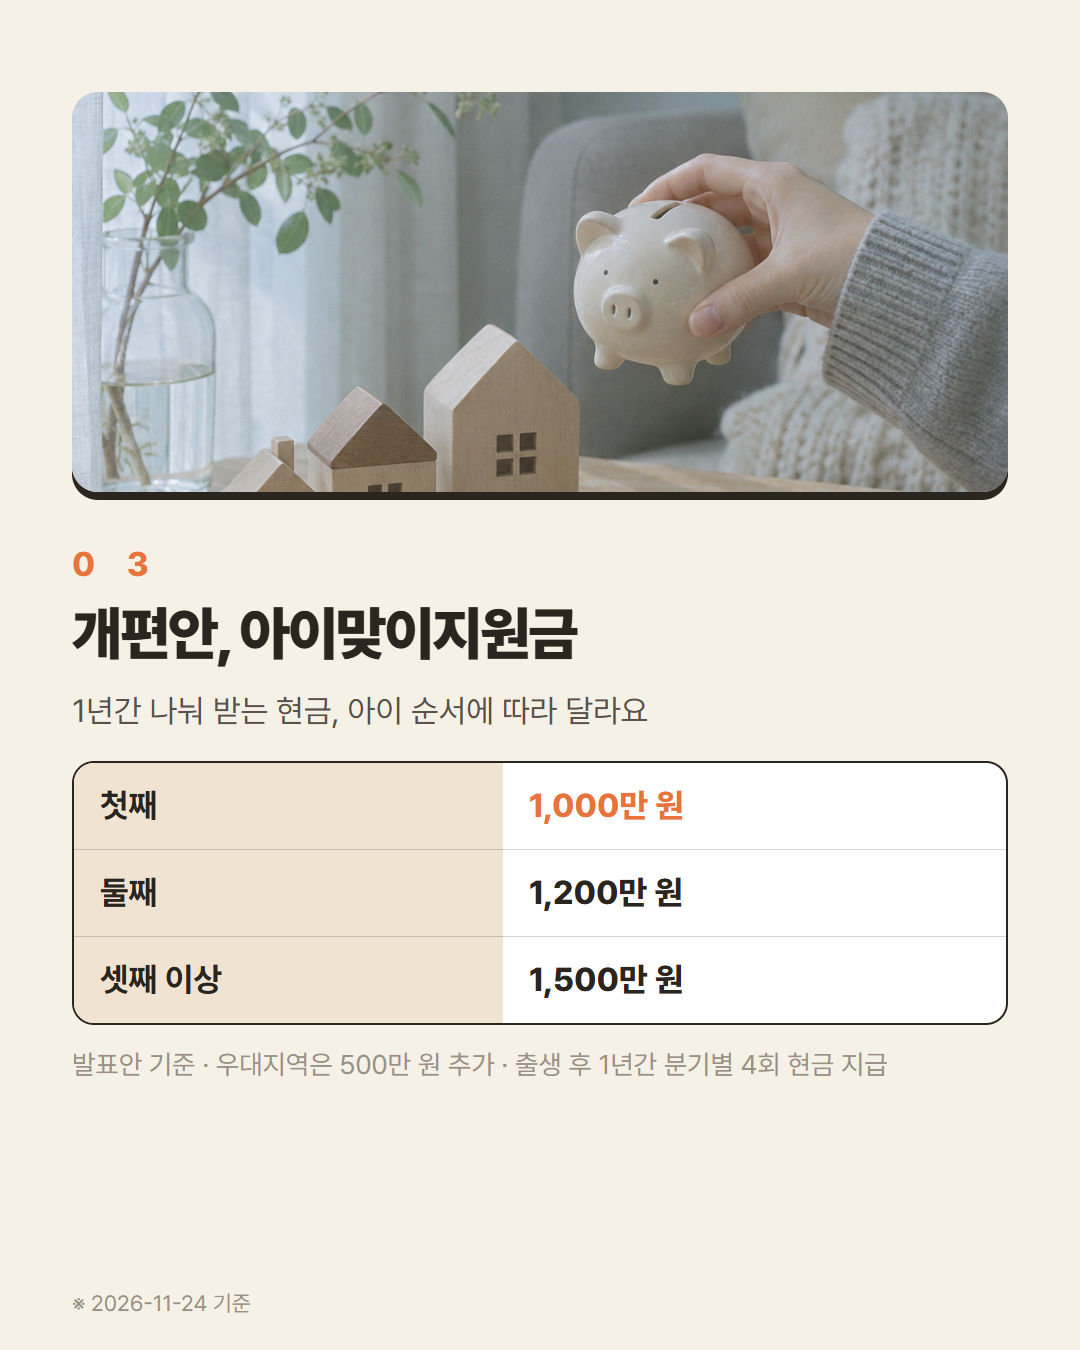 0 3
개편안, 아이맞이지원금
1년간 나눠 받는 현금, 아이 순서에 따라 달라요
첫째 1,000만 원
둘째 1,200만 원
셋째 이상 1,500만 원
발표안 기준 · 우대지역은 500만 원 추가 · 출생 후 1년간 분기별 4회 현금 지급
※ 2026-11-24 기준